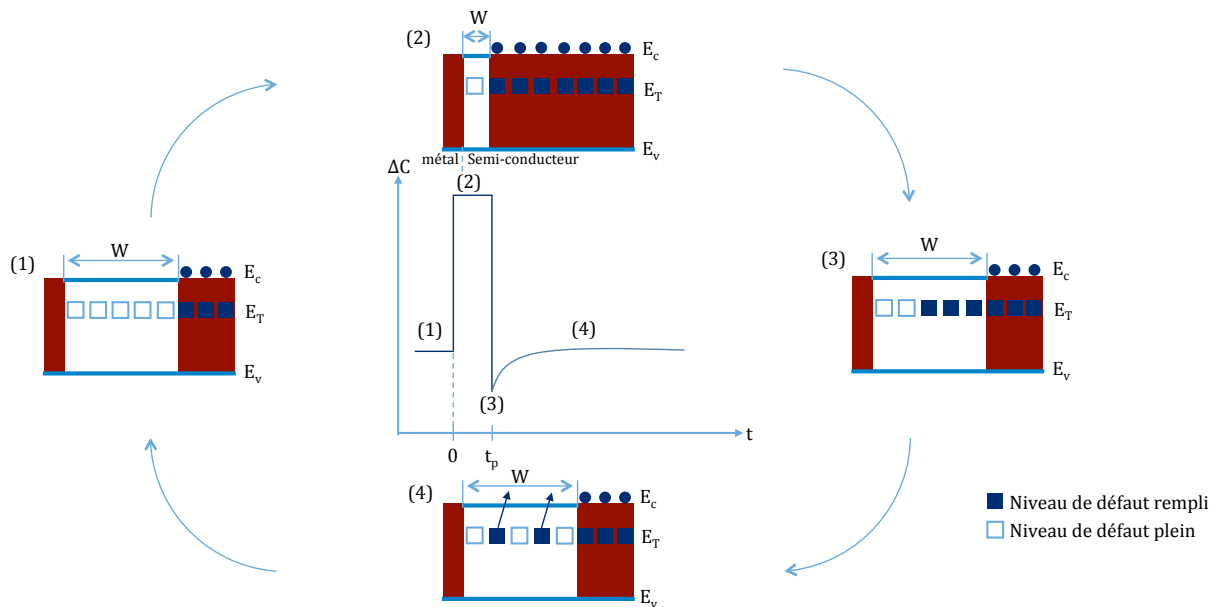 W
(2)
E_c
E_T
E_v
métal Semi-conducteur
ΔC
(2)
(1)
(4)
(3)
0
t_p
t
(1)
W
E_c
E_T
E_v
(3)
W
E_c
E_T
E_v
W
(4)
E_c
E_T
E_v
Niveau de défaut rempli
Niveau de défaut plein